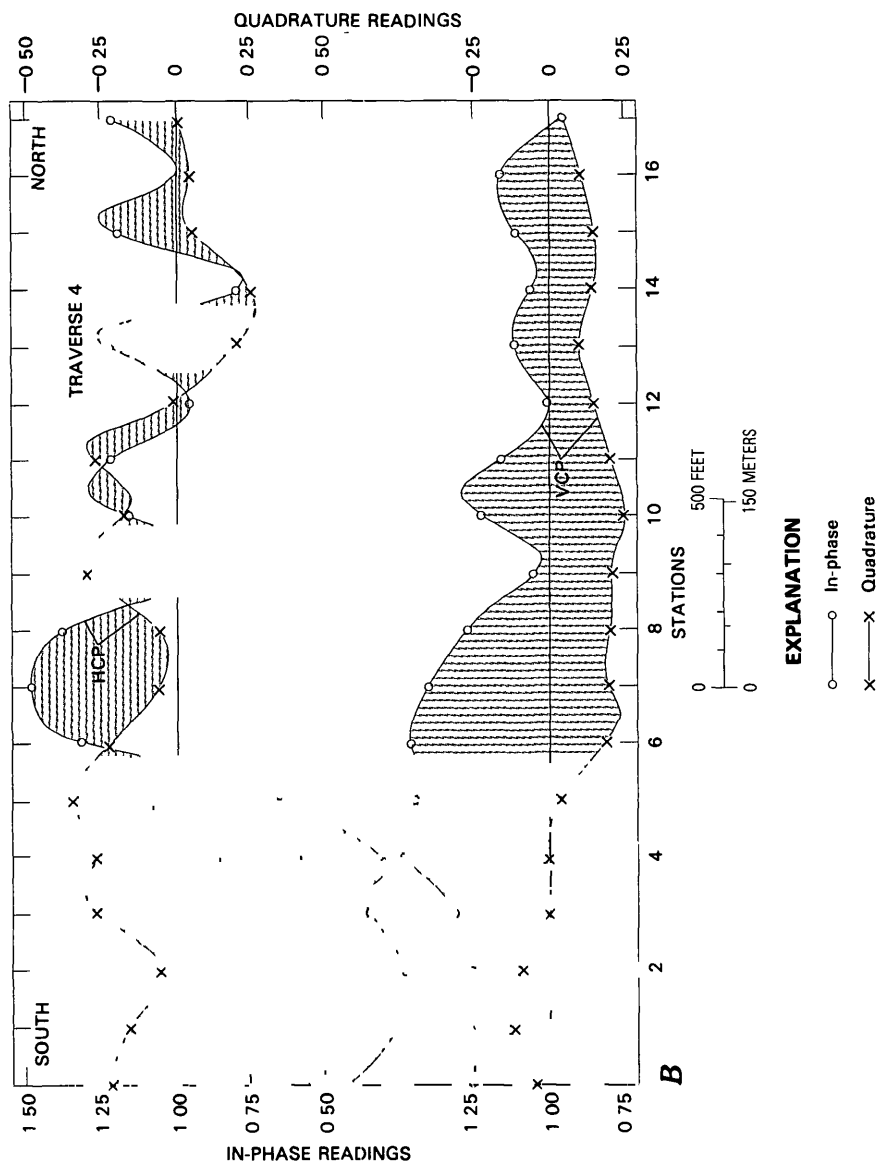 SOUTH
TRAVERSE 4
NORTH
IN-PHASE READINGS
1 50
1 25
1 00
0 75
0 50
1 25
1 00
0 75
QUADRATURE READINGS
−0 50
−0 25
0
0 25
0 50
−0 25
0
0 25
HCP
VCP
2
4
6
8
10
12
14
16
STATIONS
0
500 FEET
0
150 METERS
EXPLANATION
In-phase
Quadrature
B